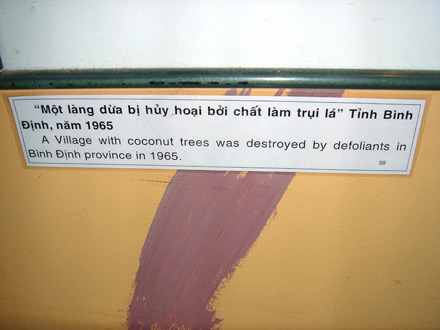 “Một làng dừa bị hủy hoại bởi chất làm trụi lá” Tỉnh Bình
Định, năm 1965
A Village with coconut trees was destroyed by defoliants in
Bình Định province in 1965.
38